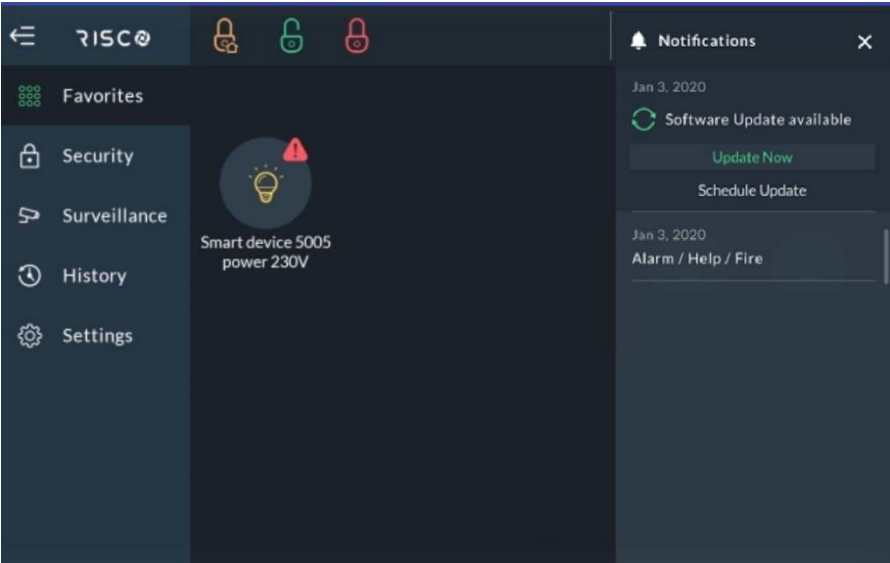 RISCO
Favorites
Security
Surveillance
History
Settings
Smart device 5005
power 230V
Notifications
Jan 3, 2020
Software Update available
Update Now
Schedule Update
Jan 3, 2020
Alarm / Help / Fire